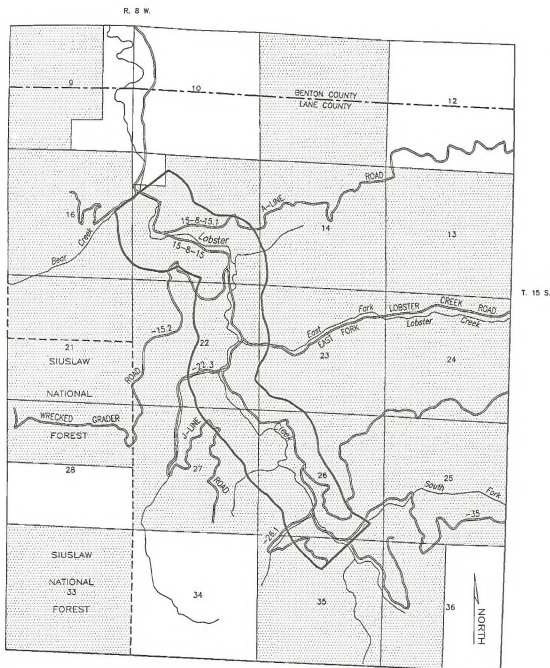 R. 8 W.
9
10
BENTON COUNTY
LANE COUNTY
12
16
Bear Creek
15-8-15.1
A-LINE
ROAD
14
13
Lobster
15-8-15
T. 15 S.
East Fork
LOBSTER CREEK ROAD
EAST FORK
Lobster Creek
-15.2
21
22
23
24
ROAD
-22.3
SIUSLAW
NATIONAL
FOREST
WRECKED GRADER
28
J-LINE
ROAD
27
Creek
26
25
South Fork
-35
-26.1
SIUSLAW
NATIONAL
33
FOREST
34
35
36
NORTH